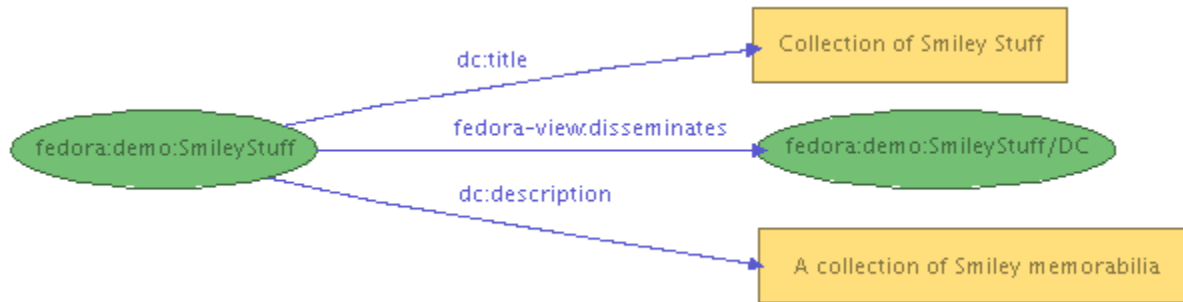 Collection of Smiley Stuff
dc:title
fedora-view:disseminates
fedora:demo:SmileyStuff
fedora:demo:SmileyStuff/DC
dc:description
A collection of Smiley memorabilia